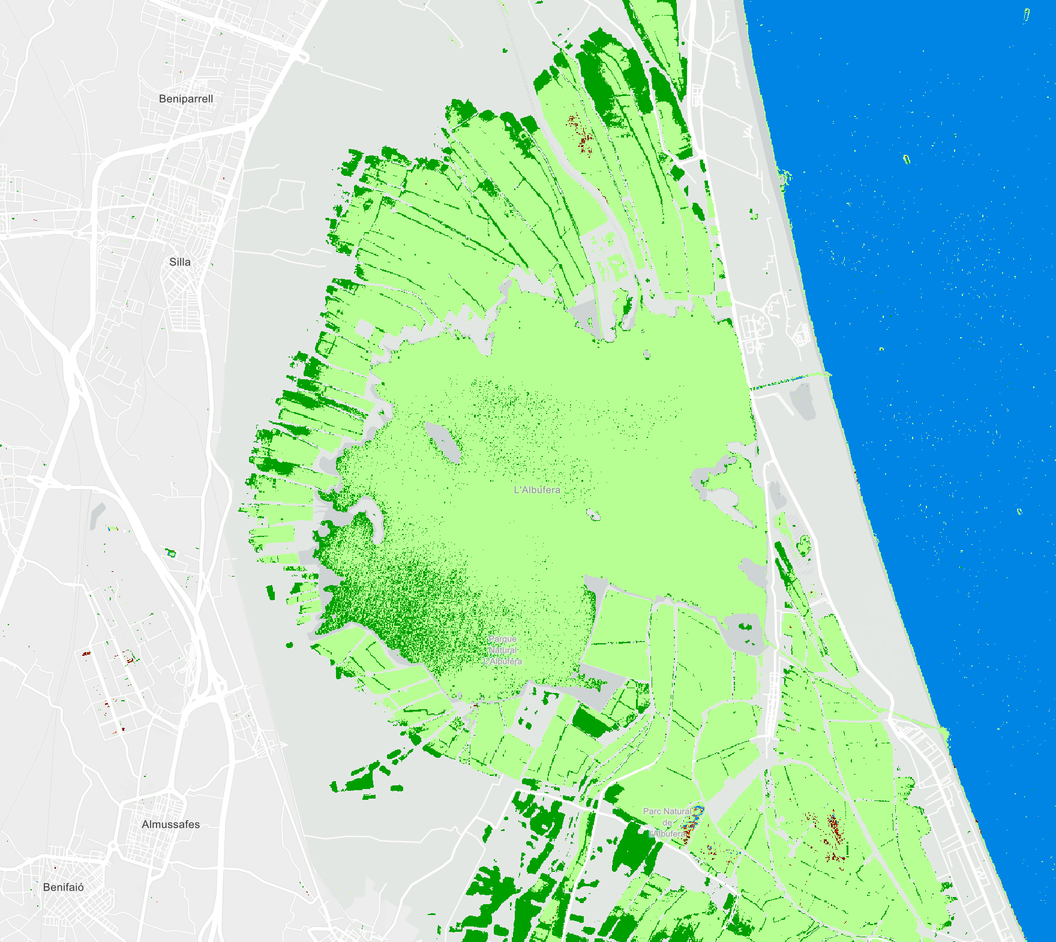 Beniparrell
Silla
L'Albufera
Parque
Natural
L'Albufera
Parc Natural
de
l'Albufera
Almussafes
Benifaió